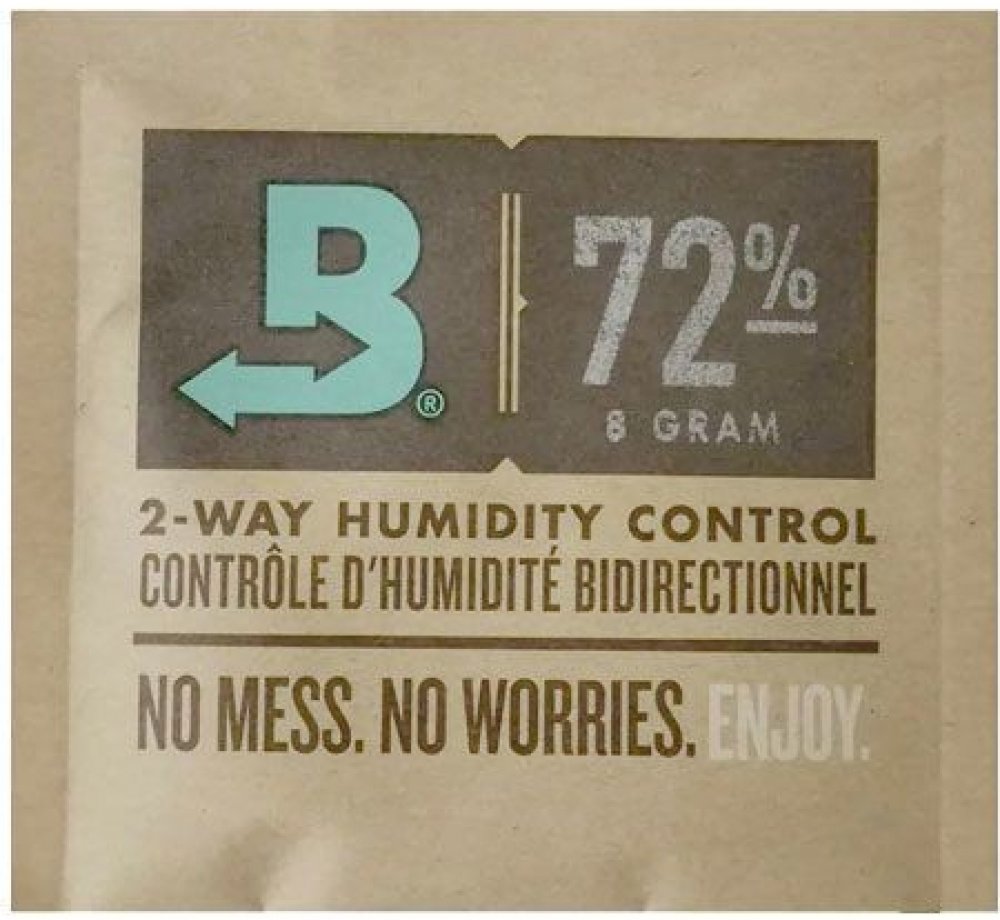 B®
72%
8 GRAM
2-WAY HUMIDITY CONTROL
CONTRÔLE D'HUMIDITÉ BIDIRECTIONNEL
NO MESS. NO WORRIES. ENJOY.